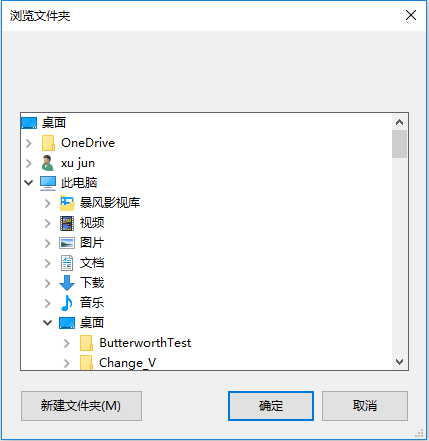 浏览文件夹
桌面
OneDrive
xu jun
此电脑
暴风影视库
视频
图片
文档
下载
音乐
桌面
ButterworthTest
Change_V
新建文件夹(M)
确定
取消